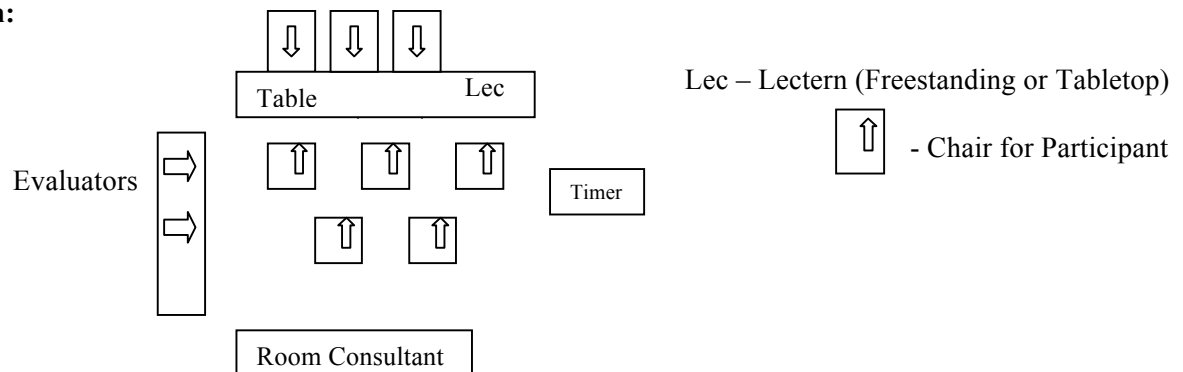 :
Table
Lec
Lec – Lectern (Freestanding or Tabletop)
- Chair for Participant
Evaluators
Timer
Room Consultant